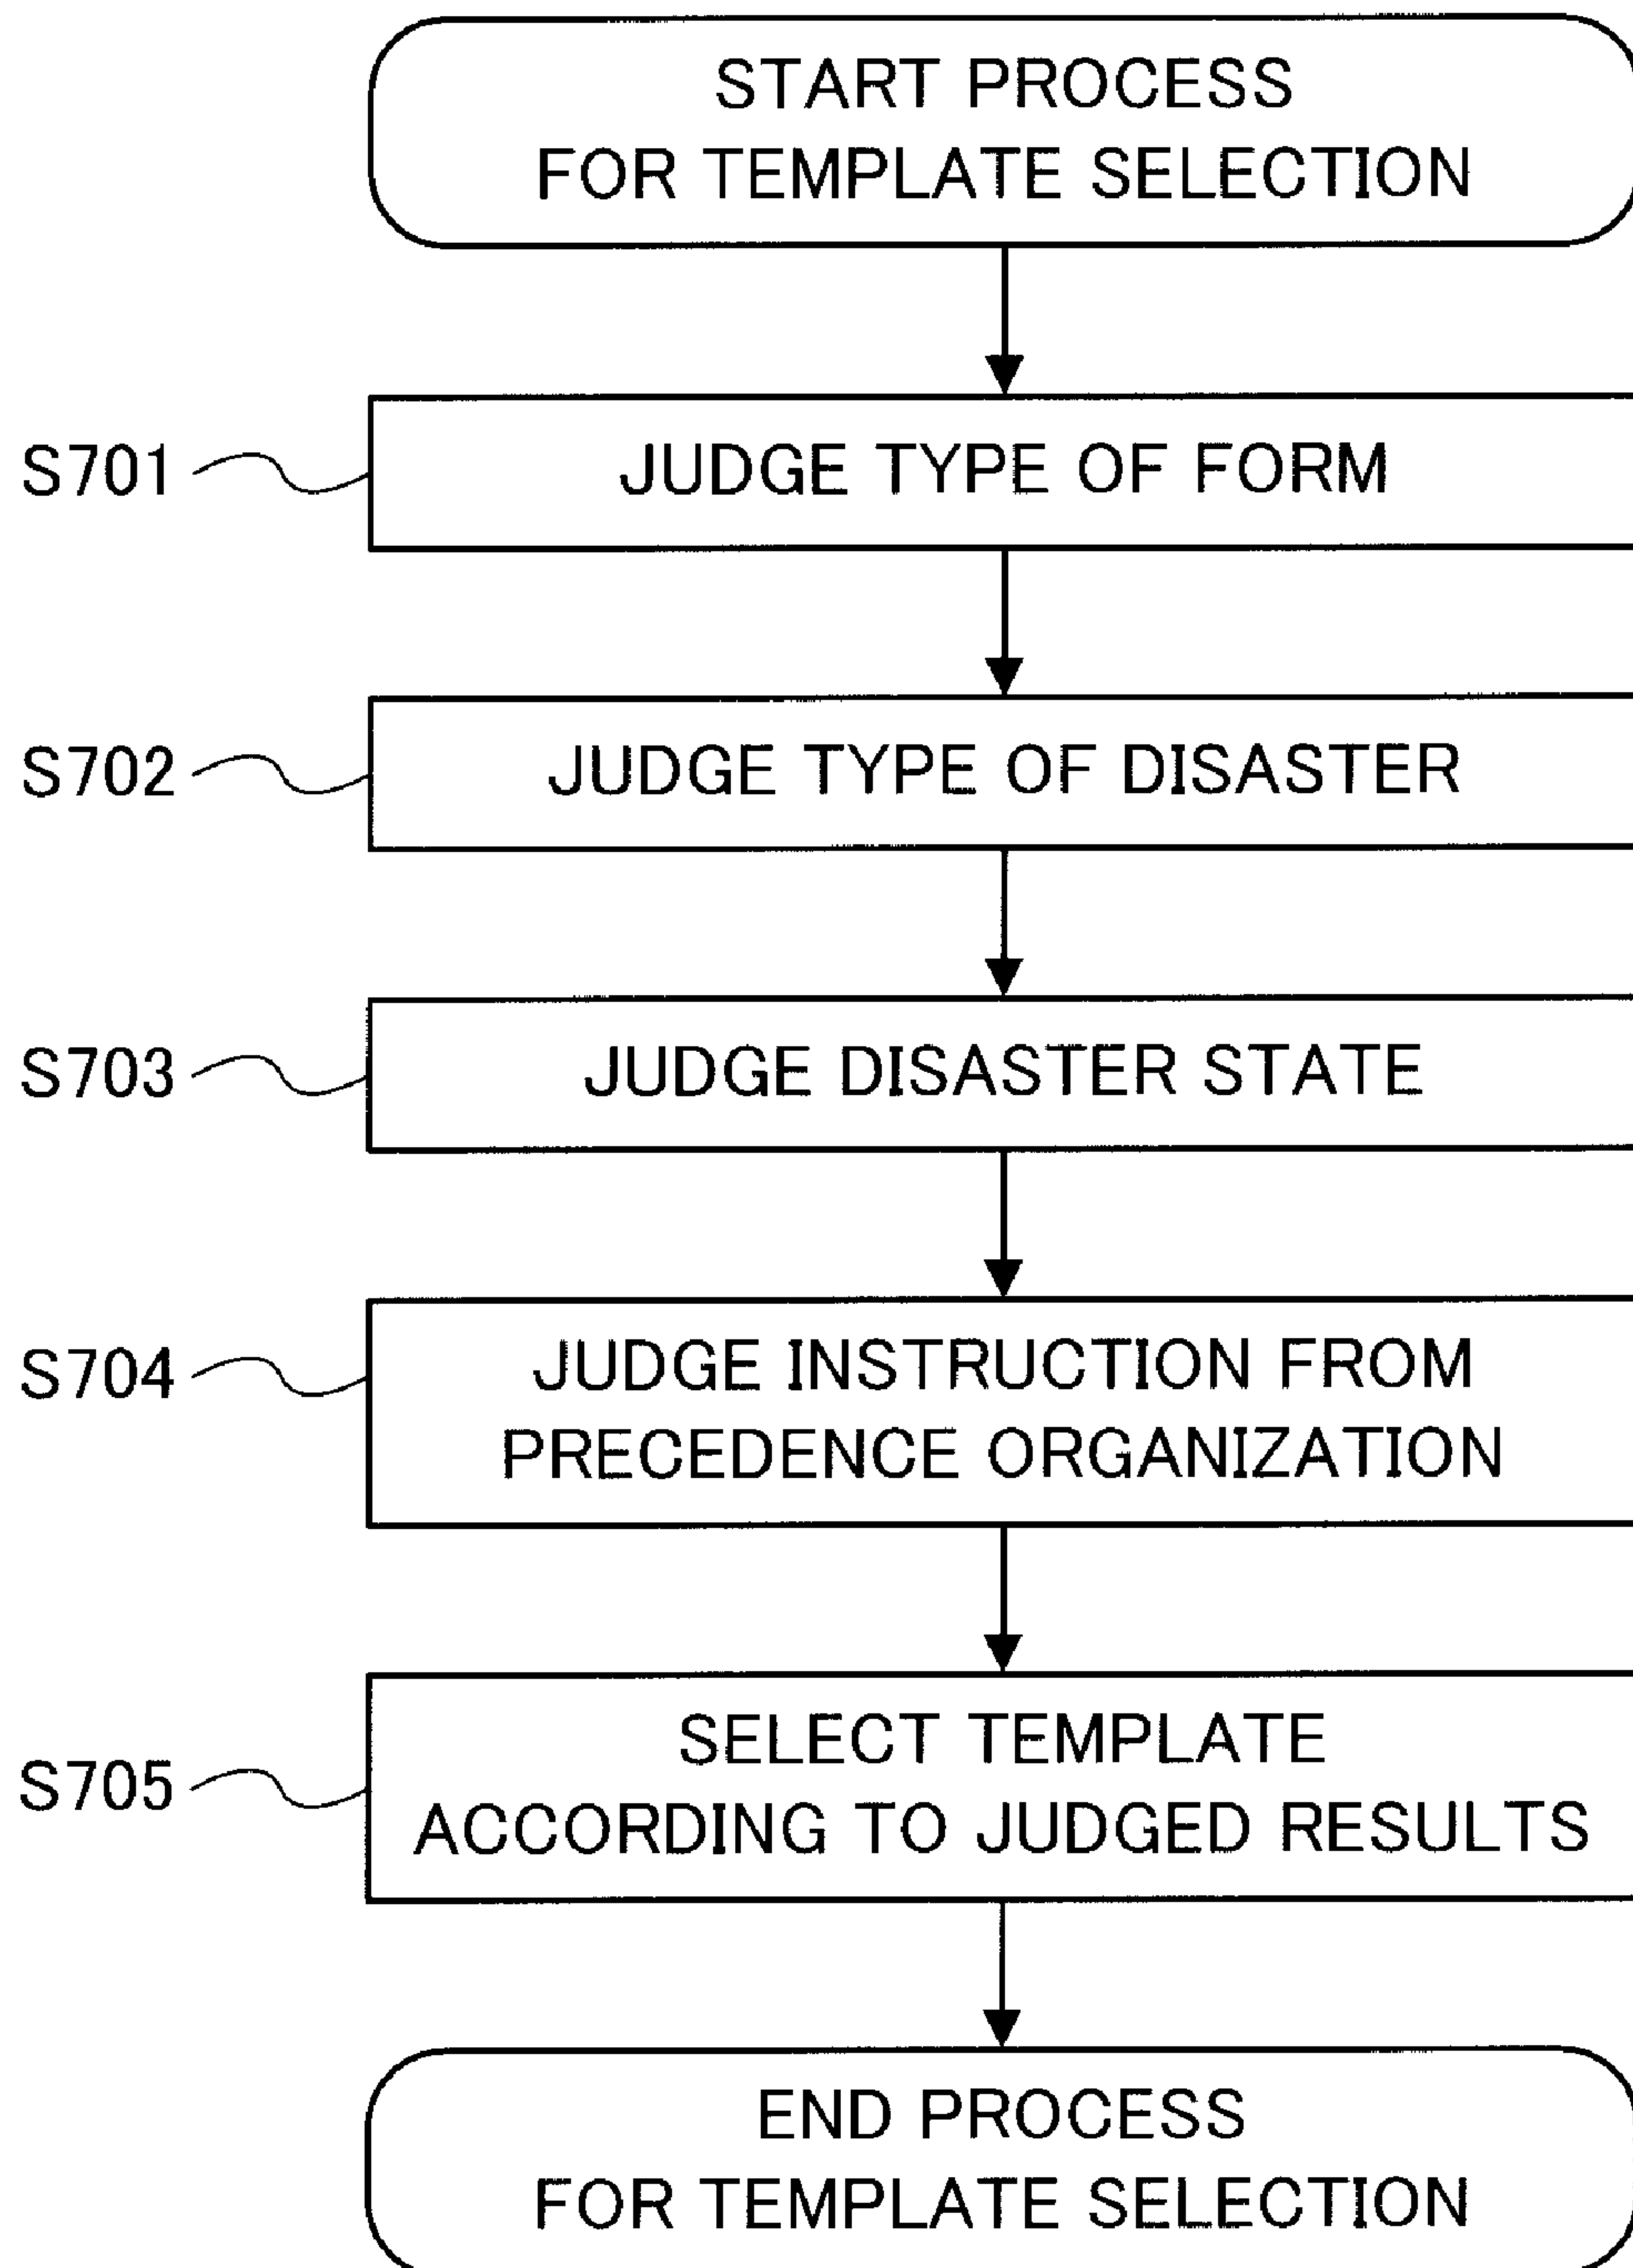 START PROCESS
FOR TEMPLATE SELECTION
S701
JUDGE TYPE OF FORM
S702
JUDGE TYPE OF DISASTER
S703
JUDGE DISASTER STATE
S704
JUDGE INSTRUCTION FROM
PRECEDENCE ORGANIZATION
S705
SELECT TEMPLATE
ACCORDING TO JUDGED RESULTS
END PROCESS
FOR TEMPLATE SELECTION